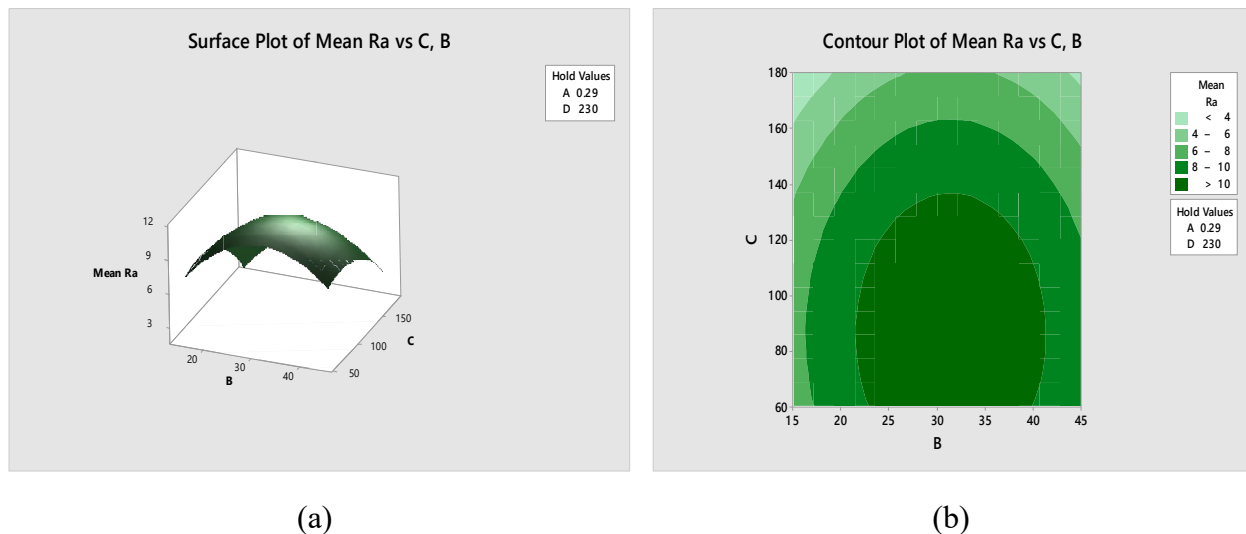 Surface Plot of Mean Ra vs C, B
Hold Values
A 0.29
D 230
12
9
6
3
Mean Ra
20
30
40
B
50
100
150
C
(a)
Contour Plot of Mean Ra vs C, B
180
160
140
120
100
80
60
C
15
20
25
30
35
40
45
B
Mean
Ra
< 4
4 – 6
6 – 8
8 – 10
> 10
Hold Values
A 0.29
D 230
(b)